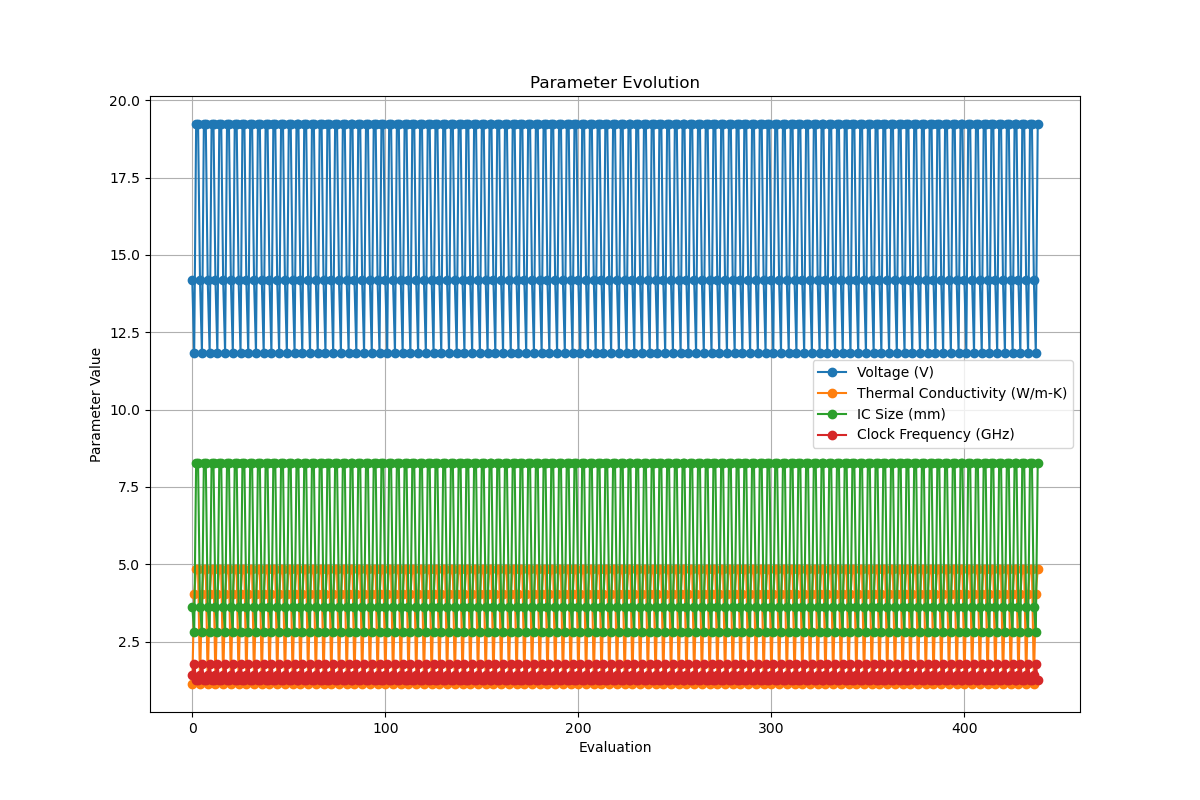 Parameter Evolution
20.0
17.5
15.0
12.5
10.0
7.5
5.0
2.5
Parameter Value
Voltage (V)
Thermal Conductivity (W/m-K)
IC Size (mm)
Clock Frequency (GHz)
0
100
200
300
400
Evaluation